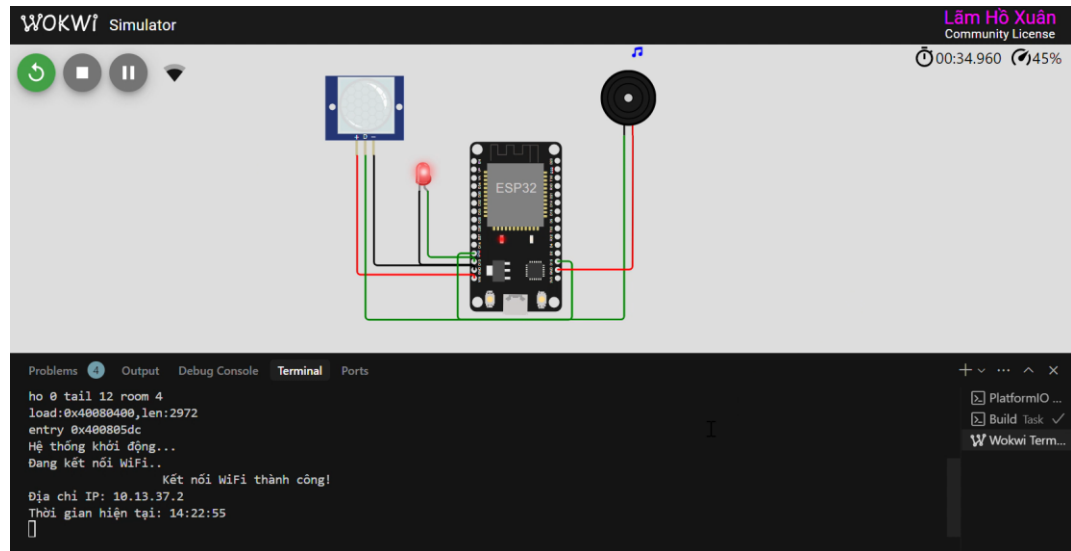 WOKWI Simulator
Lãm Hồ Xuân
Community License
00:34.960 45%
+ D -
ESP32
Problems 4 Output Debug Console Terminal Ports
ho 0 tail 12 room 4
load:0x40080400,len:2972
entry 0x400805dc
Hệ thống khởi động...
Đang kết nối WiFi..
Kết nối WiFi thành công!
Địa chỉ IP: 10.13.37.2
Thời gian hiện tại: 14:22:55
PlatformIO ...
Build Task
Wokwi Term...